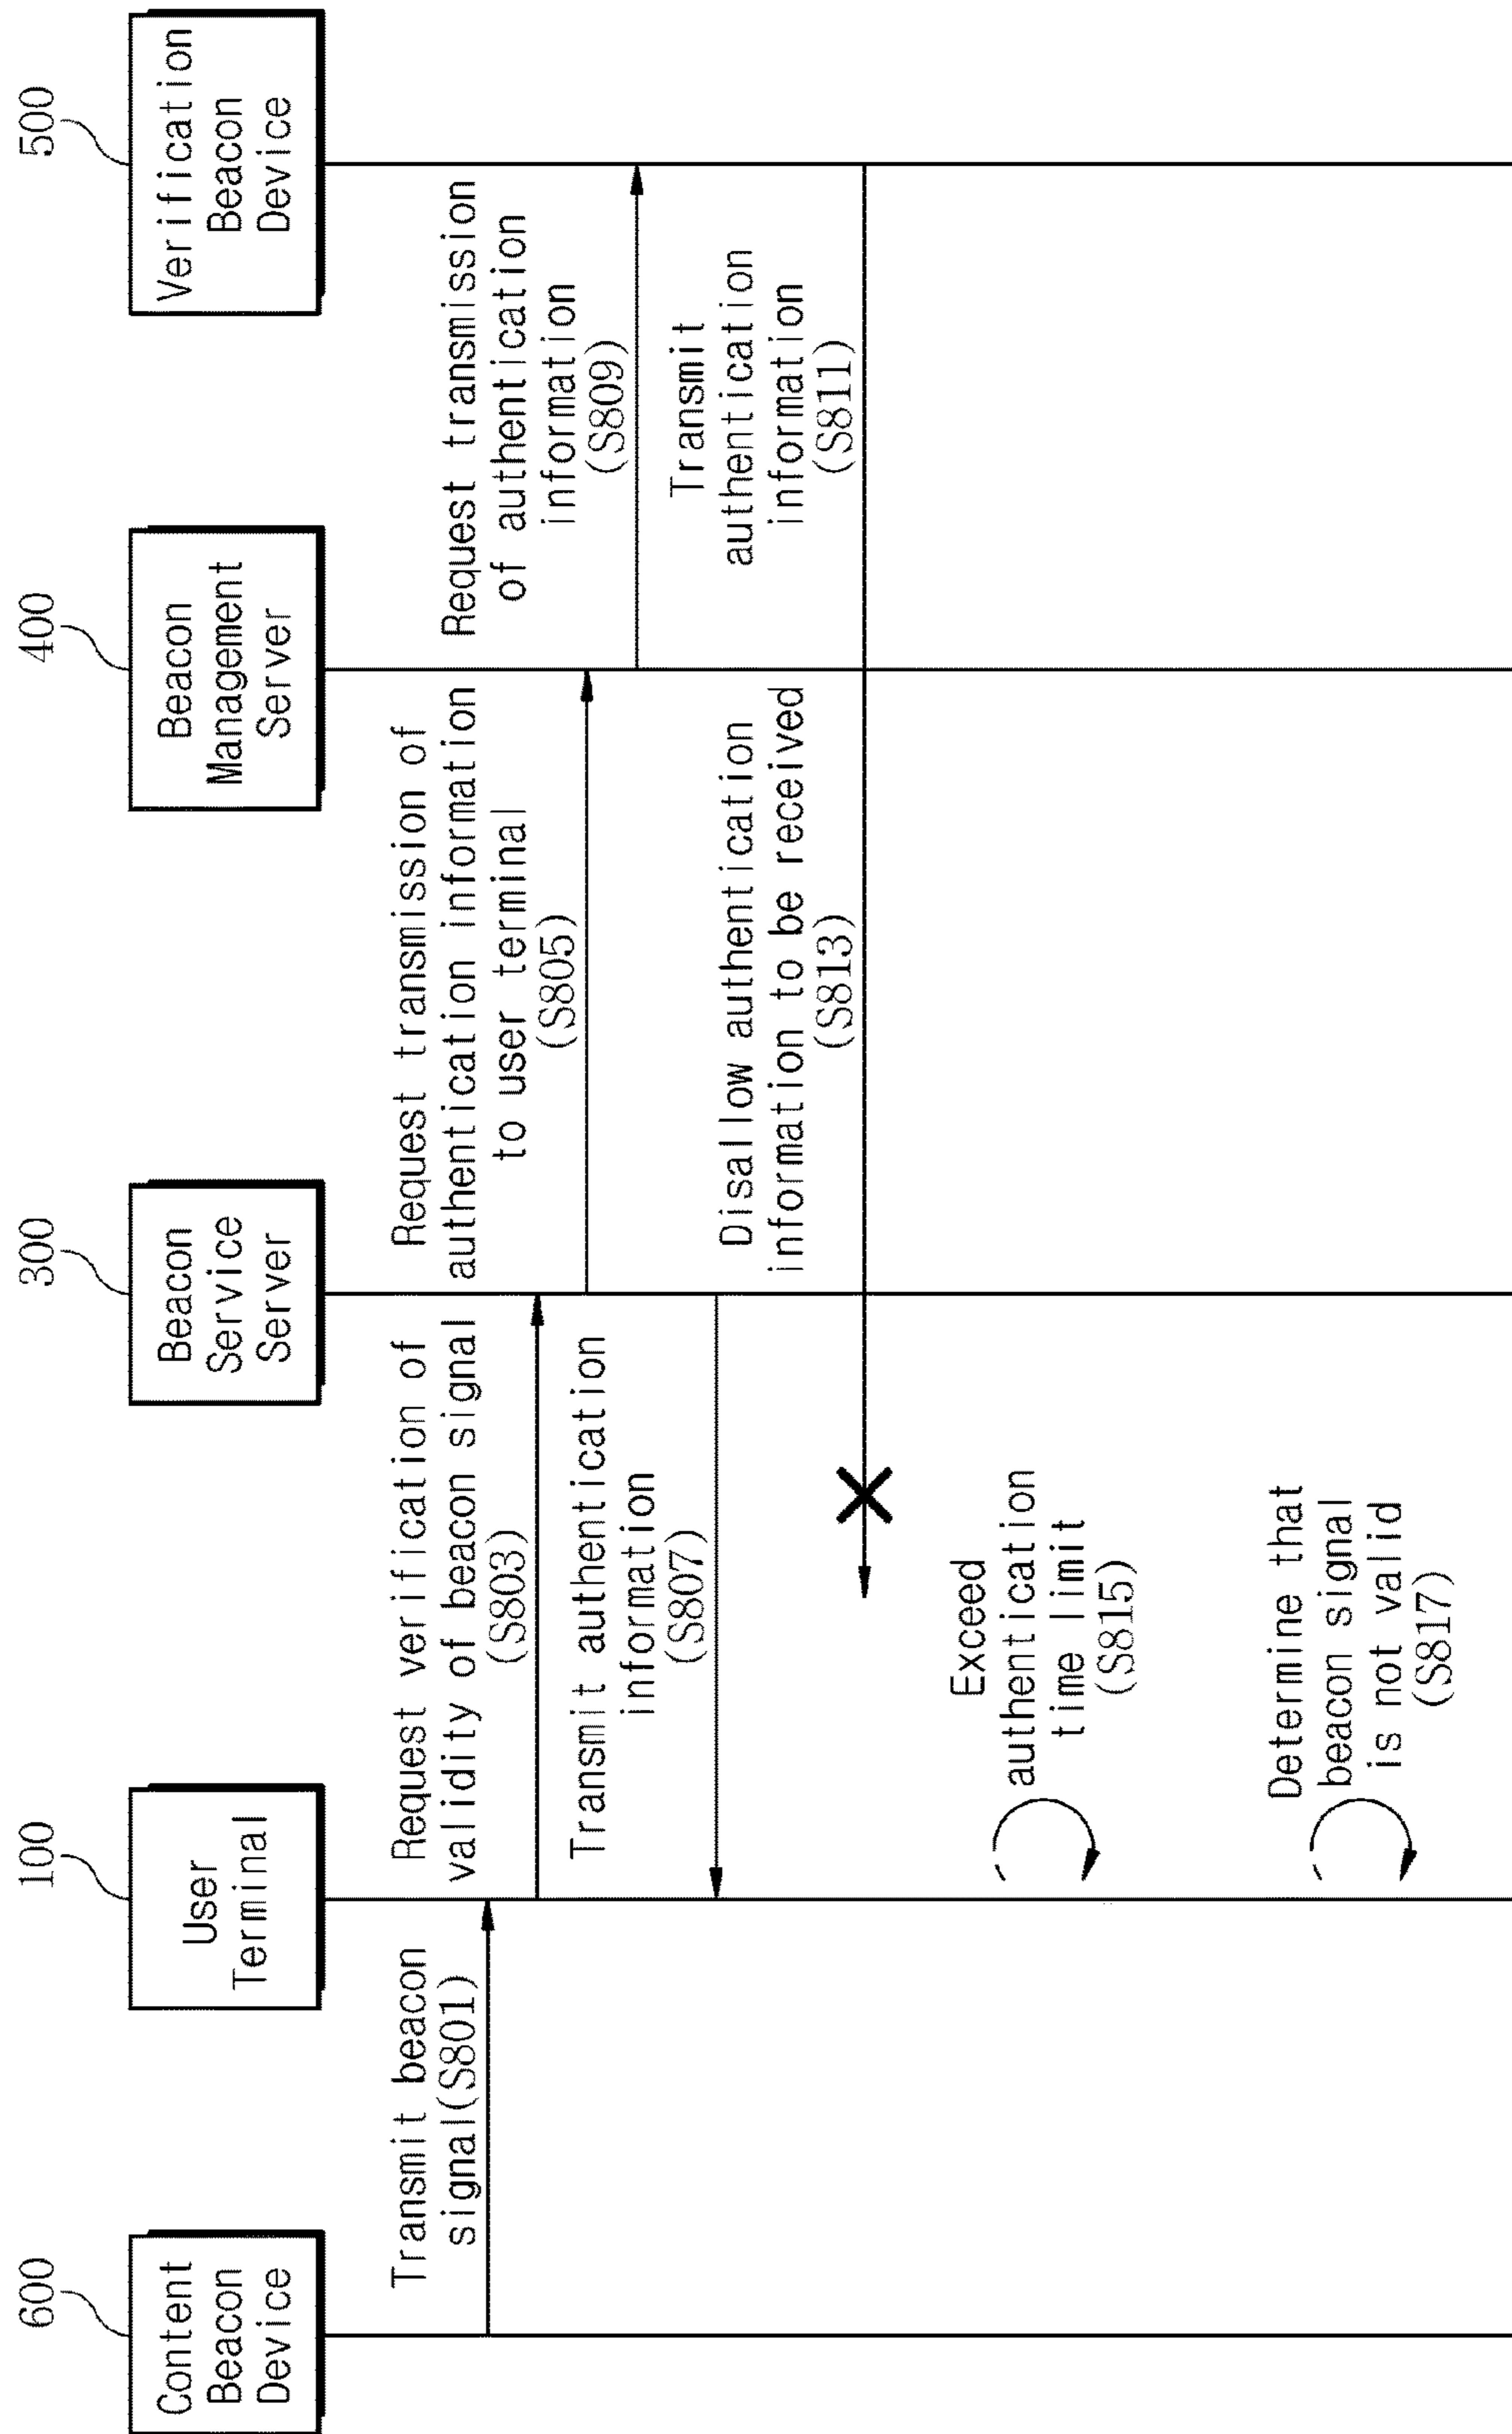 600
100
300
400
500
Content
Beacon
Device
User
Terminal
Beacon
Service
Server
Beacon
Management
Server
Verification
Beacon
Device
Transmit beacon
signal(S801)
Request verification of
validity of beacon signal
(S803)
Request transmission of
authentication information
to user terminal
(S805)
Transmit authentication
information
(S807)
Request transmission
of authentication
information
(S809)
Transmit
authentication
information
(S811)
Disallow authentication
information to be received
(S813)
Exceed
authentication
time limit
(S815)
Determine that
beacon signal
is not valid
(S817)